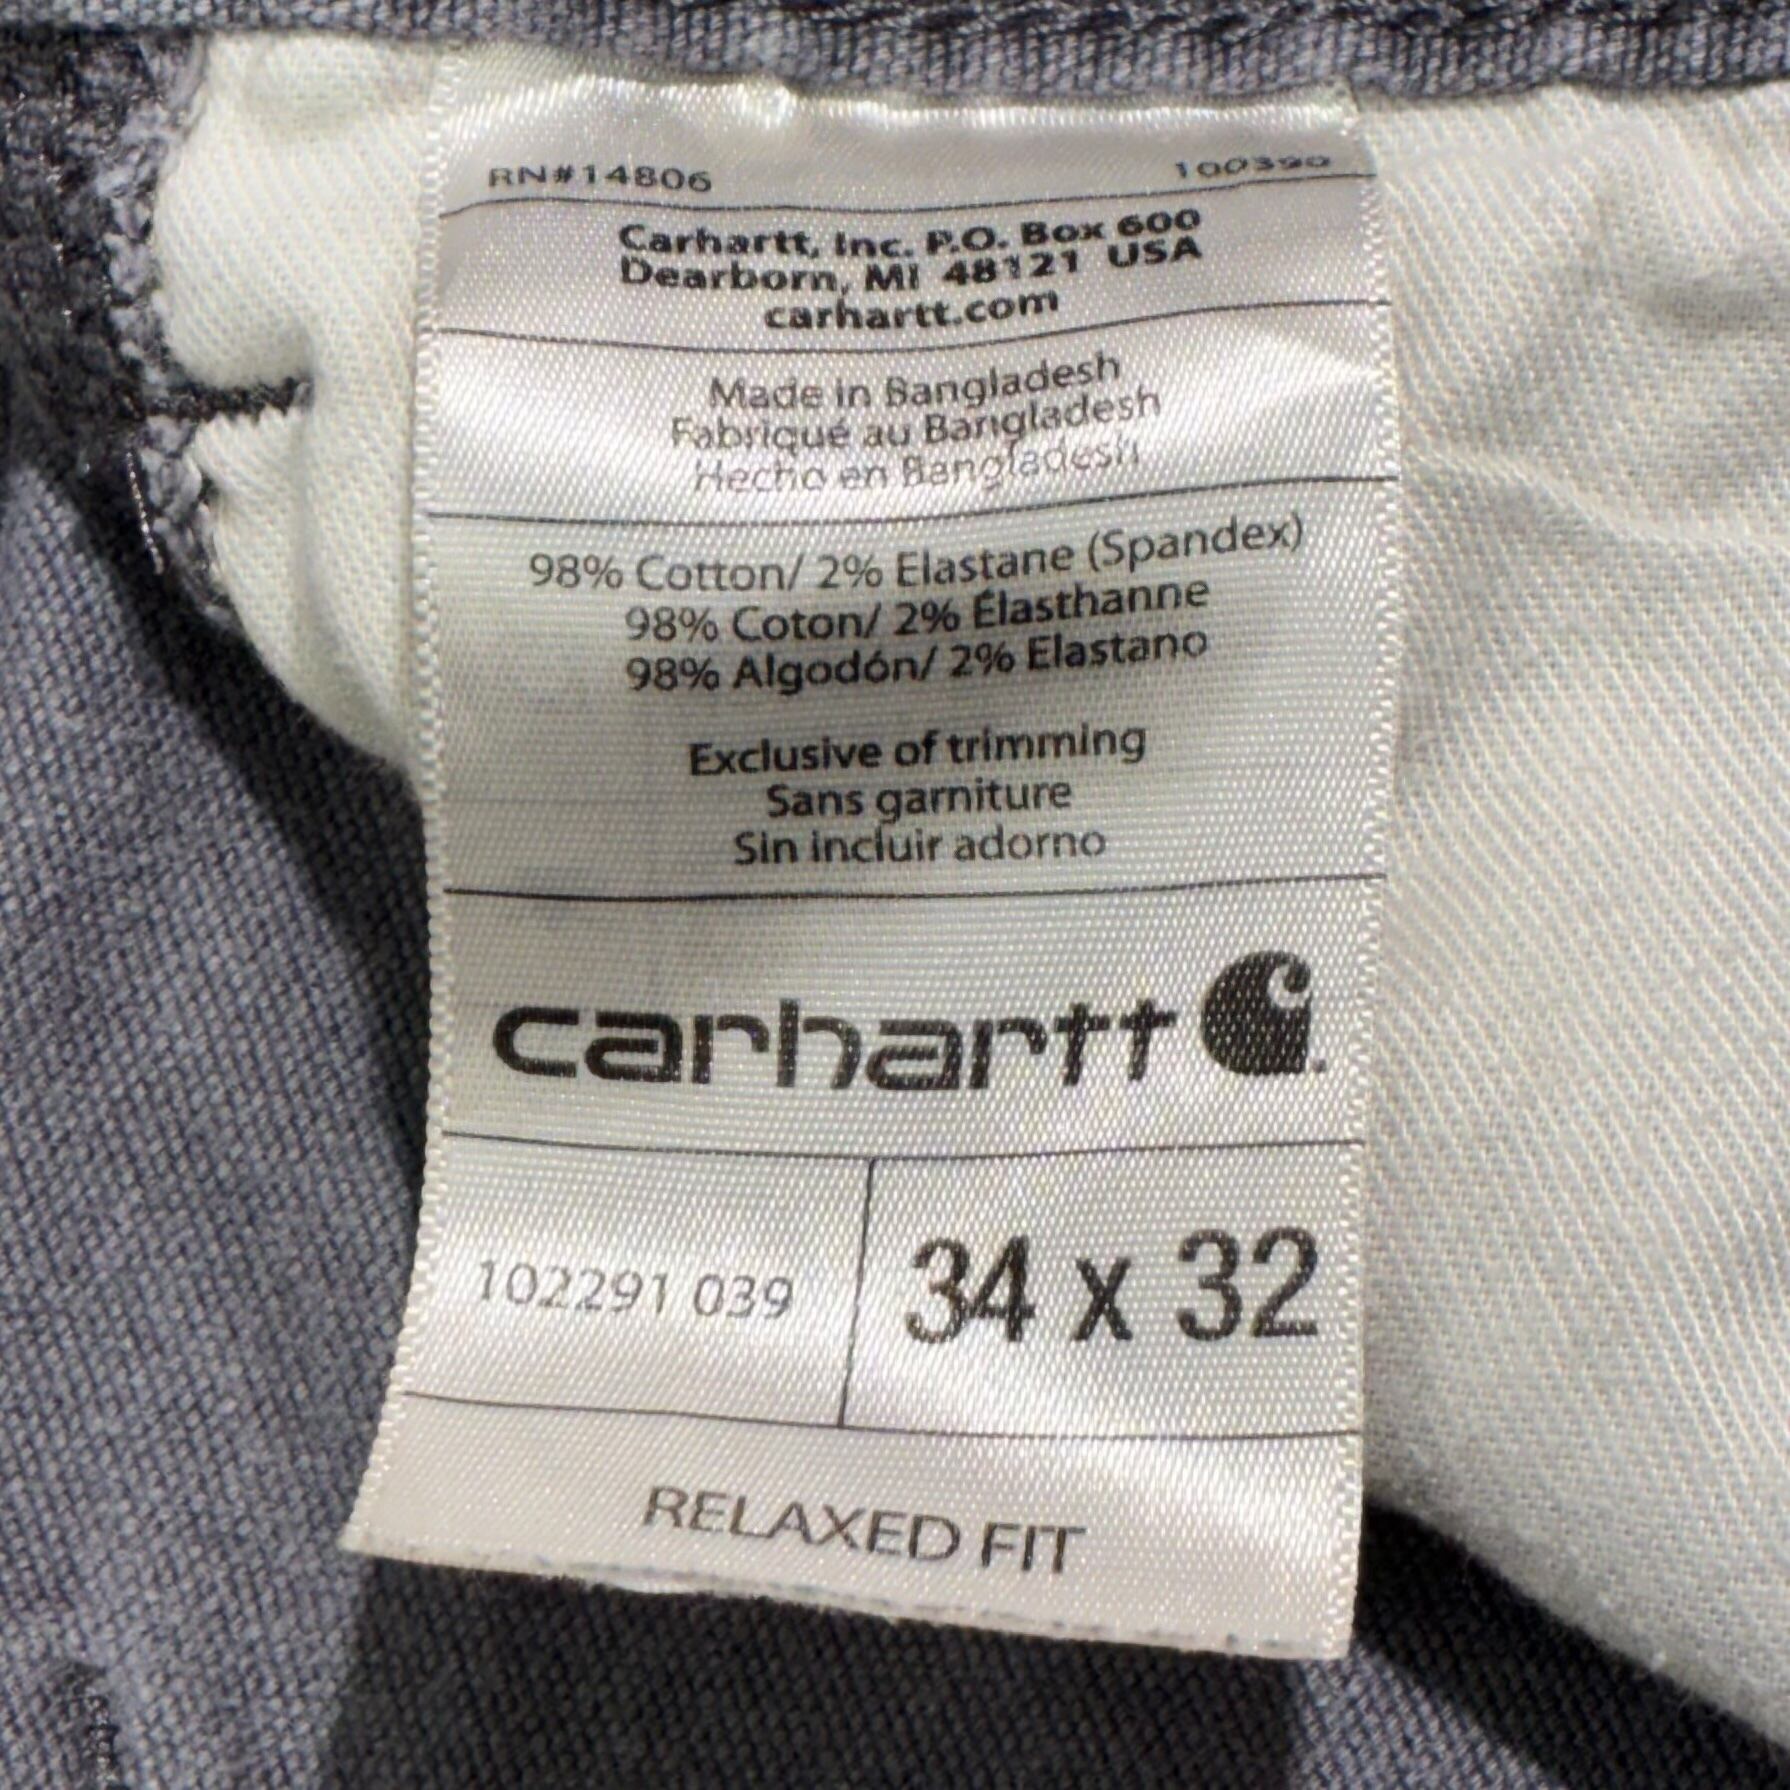 RN#14806 100390
Carhartt, Inc. P.O. Box 600
Dearborn, MI 48121 USA
carhartt.com
Made in Bangladesh
Fabriqué au Bangladesh
Hecho en Bangladesh
98% Cotton/ 2% Elastane (Spandex)
98% Coton/ 2% Élasthanne
98% Algodón/ 2% Elastano
Exclusive of trimming
Sans garniture
Sin incluir adorno
carhartt
102291 039 34 x 32
RELAXED FIT